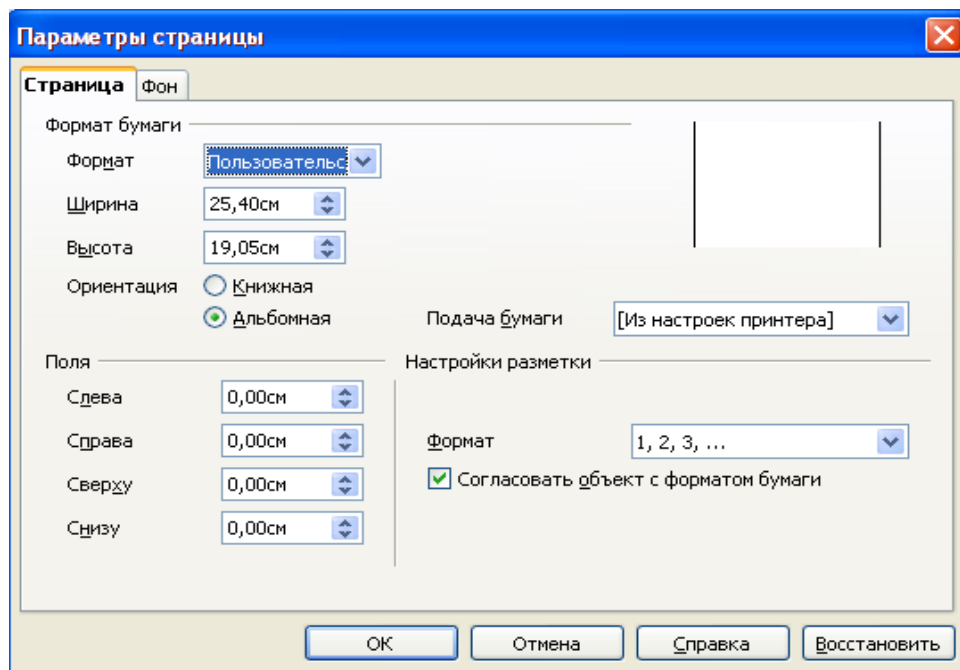 Параметры страницы
Страница Фон
Формат бумаги
Формат Пользовательс
Ширина 25,40см
Высота 19,05см
Ориентация Книжная
Альбомная Подача бумаги [Из настроек принтера]
Поля Настройки разметки
Слева 0,00см
Справа 0,00см Формат 1, 2, 3, ...
Сверху 0,00см Согласовать объект с форматом бумаги
Снизу 0,00см
ОК Отмена Справка Восстановить